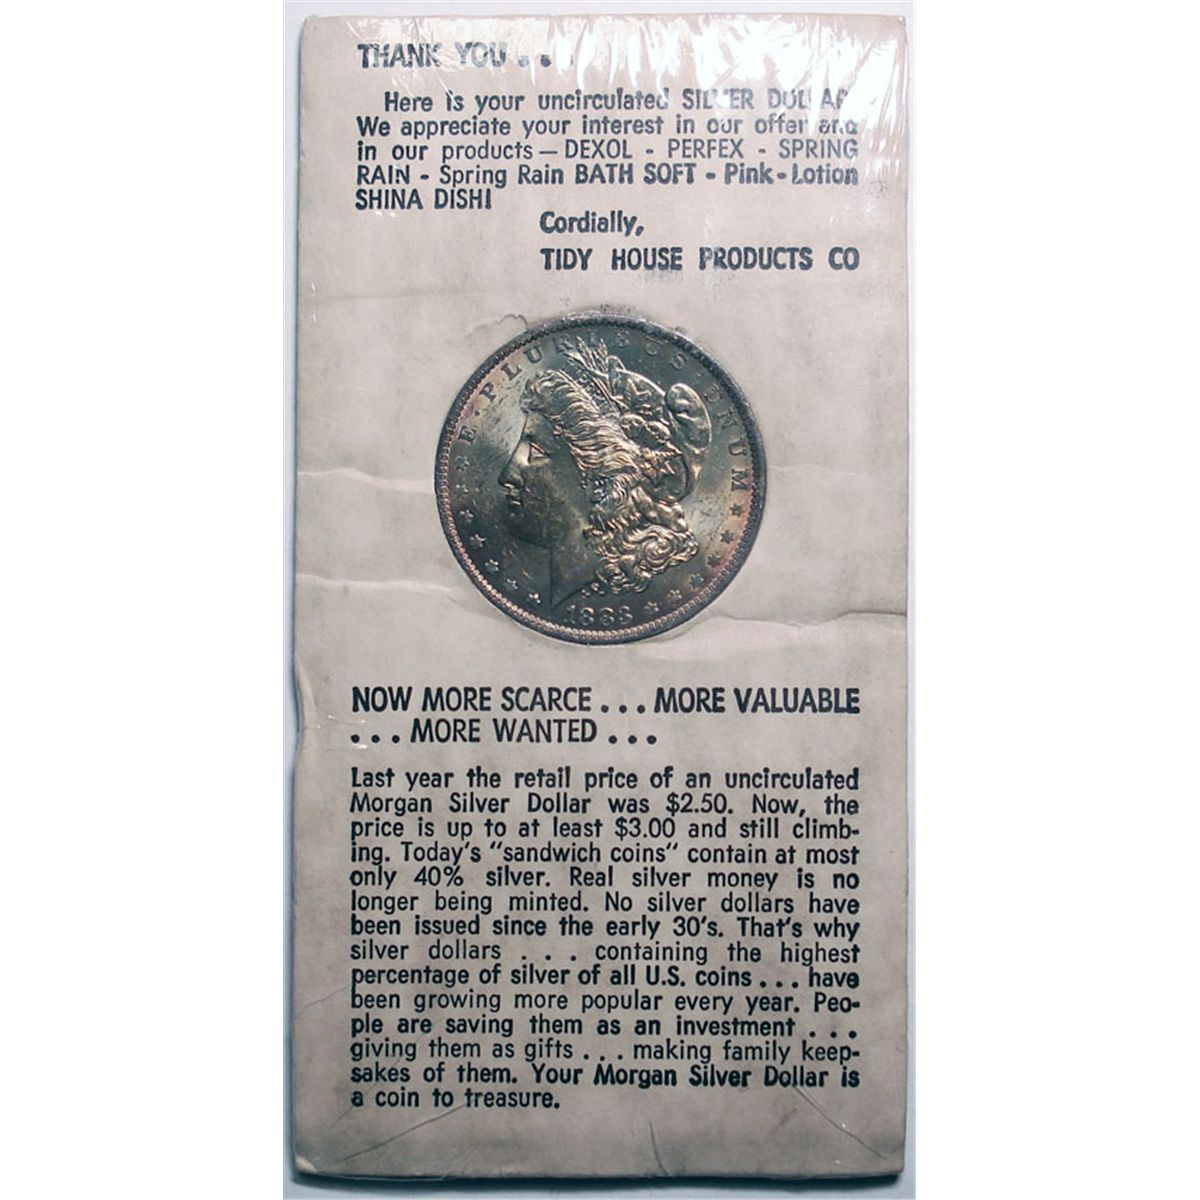 THANK YOU . . .
Here is your uncirculated SILVER DOLLAR.
We appreciate your interest in our offer and
in our products — DEXOL - PERFEX - SPRING
RAIN - Spring Rain BATH SOFT - Pink - Lotion
SHINA DISH!
Cordially,
TIDY HOUSE PRODUCTS CO
E · PLURIBUS · UNUM
1883
NOW MORE SCARCE . . . MORE VALUABLE
. . . MORE WANTED . . .
Last year the retail price of an uncirculated
Morgan Silver Dollar was $2.50. Now, the
price is up to at least $3.00 and still climb-
ing. Today's "sandwich coins" contain at most
only 40% silver. Real silver money is no
longer being minted. No silver dollars have
been issued since the early 30's. That's why
silver dollars . . . containing the highest
percentage of silver of all U.S. coins . . . have
been growing more popular every year. Peo-
ple are saving them as an investment . . .
giving them as gifts . . . making family keep-
sakes of them. Your Morgan Silver Dollar is
a coin to treasure.